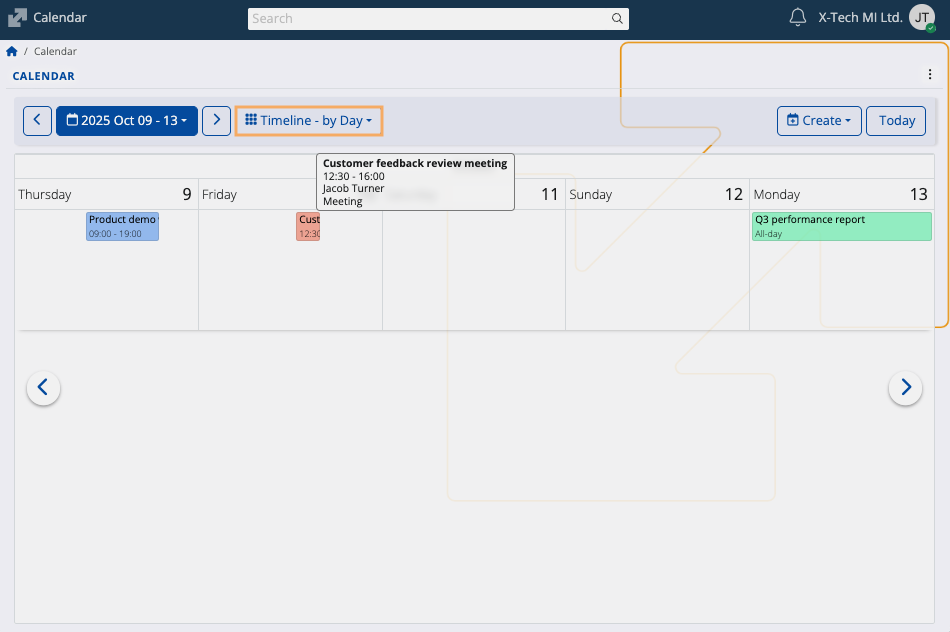 Calendar
Search
X-Tech MI Ltd.
JT
/ Calendar
CALENDAR
2025 Oct 09 - 13
Timeline - by Day
Create
Today
Customer feedback review meeting
12:30 - 16:00
Jacob Turner
Meeting
Thursday 9
Friday
11
Sunday 12
Monday 13
Product demo
09:00 - 19:00
Cust
12:30
Q3 performance report
All-day